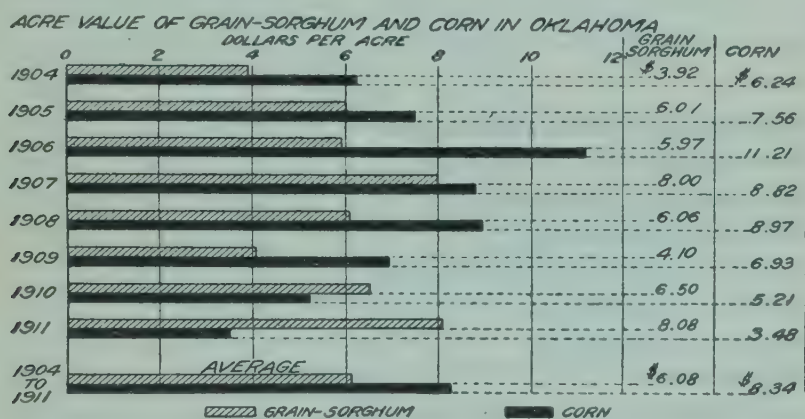 ACRE VALUE OF GRAIN-SORGHUM AND CORN IN OKLAHOMA
DOLLARS PER ACRE
GRAIN SORGHUM CORN
0 2 4 6 8 10 12
1904 $3.92 $6.24
1905 6.01 7.56
1906 5.97 11.21
1907 8.00 8.82
1908 6.06 8.97
1909 4.10 6.93
1910 6.50 5.21
1911 8.08 3.48
1904 TO 1911 AVERAGE $6.08 $8.34
GRAIN-SORGHUM CORN